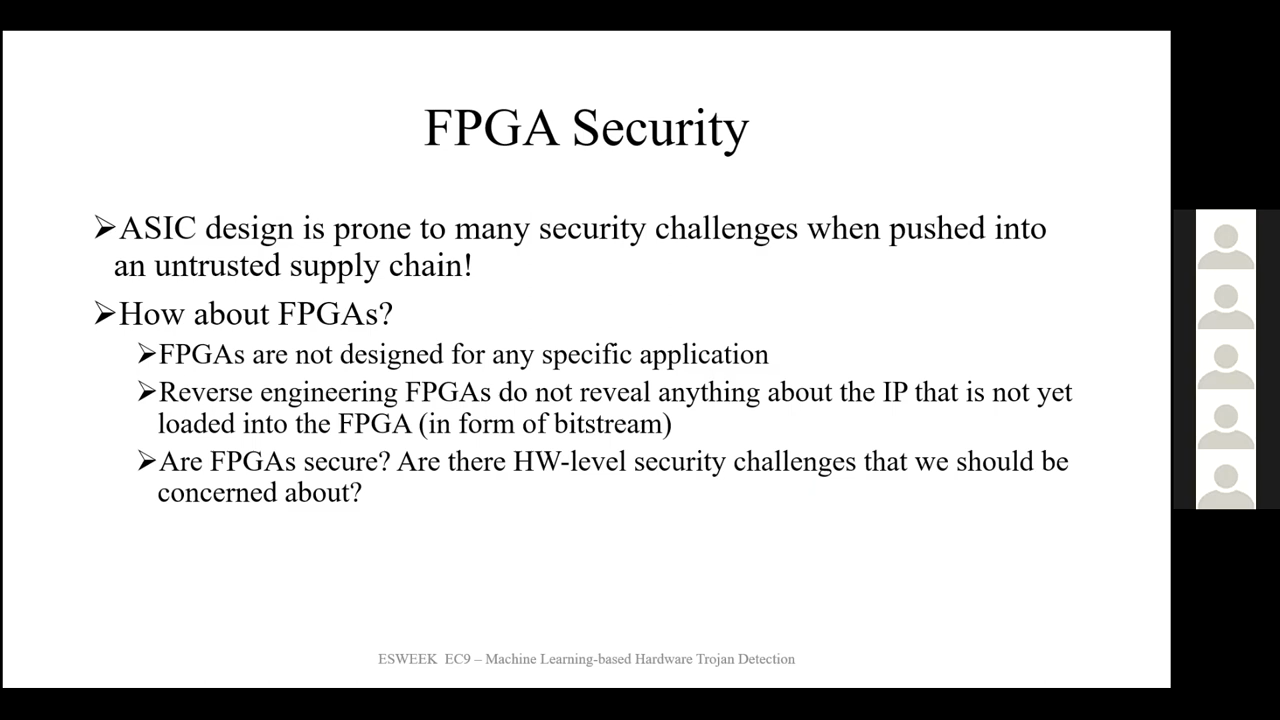 FPGA Security
➢ASIC design is prone to many security challenges when pushed into
an untrusted supply chain!
➢How about FPGAs?
➢FPGAs are not designed for any specific application
➢Reverse engineering FPGAs do not reveal anything about the IP that is not yet
loaded into the FPGA (in form of bitstream)
➢Are FPGAs secure? Are there HW-level security challenges that we should be
concerned about?
ESWEEK EC9 – Machine Learning-based Hardware Trojan Detection